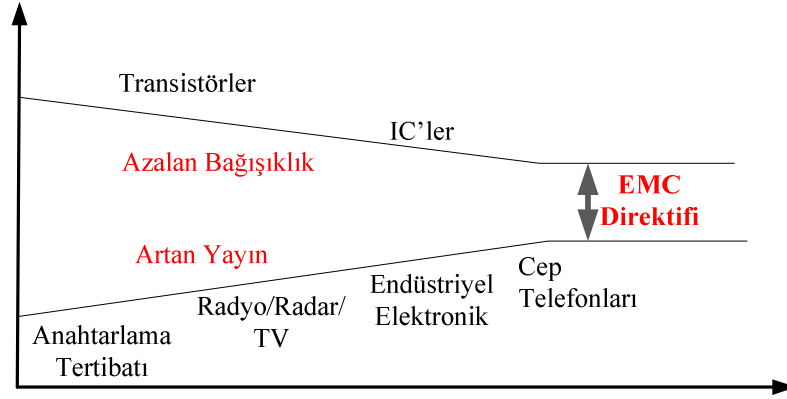 Transistörler
IC’ler
Azalan Bağışıklık
EMC
Direktifi
Artan Yayın
Cep
Telefonları
Endüstriyel
Elektronik
Radyo/Radar/
TV
Anahtarlama
Tertibatı